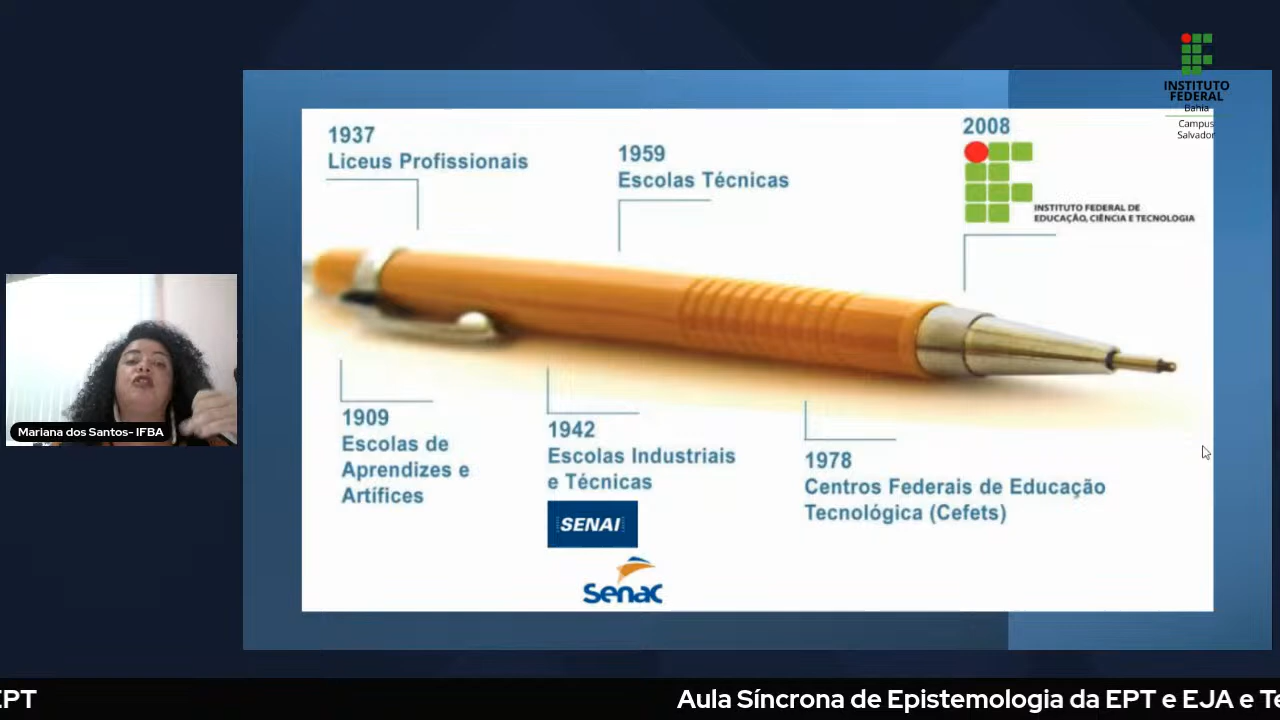 INSTITUTO
FEDERAL
Bahia
Campus
Salvador
1937
Liceus Profissionais
1959
Escolas Técnicas
2008
INSTITUTO FEDERAL DE
EDUCAÇÃO, CIÊNCIA E TECNOLOGIA
1909
Escolas de
Aprendizes e
Artífices
1942
Escolas Industriais
e Técnicas
SENAI
Senac
1978
Centros Federais de Educação
Tecnológica (Cefets)
Mariana dos Santos- IFBA
EPT
Aula Síncrona de Epistemologia da EPT e EJA e Te